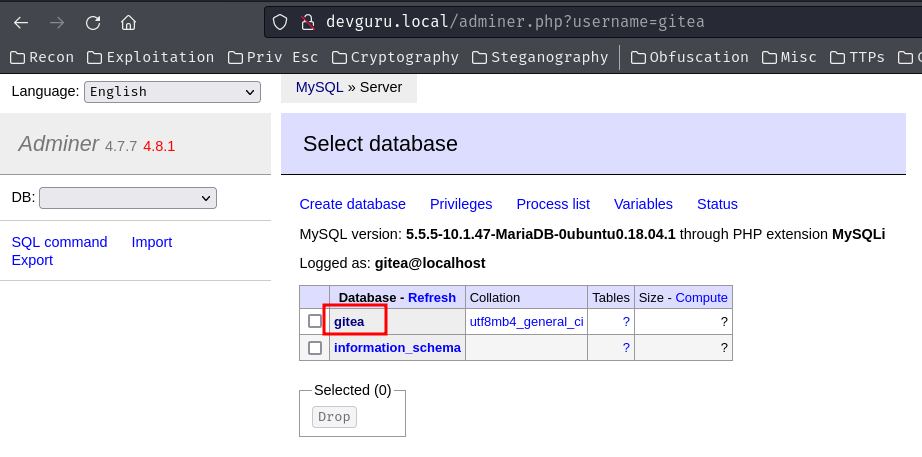 devguru.local/adminer.php?username=gitea
Recon Exploitation Priv Esc Cryptography Steganography Obfuscation Misc TTPs
Language: English
MySQL » Server
Adminer 4.7.7 4.8.1
Select database
DB:
Create database Privileges Process list Variables Status
SQL command Import
Export
MySQL version: 5.5.5-10.1.47-MariaDB-0ubuntu0.18.04.1 through PHP extension MySQLi
Logged as: gitea@localhost
Database - Refresh Collation Tables Size - Compute
gitea utf8mb4_general_ci ? ?
information_schema ? ?
Selected (0)
Drop